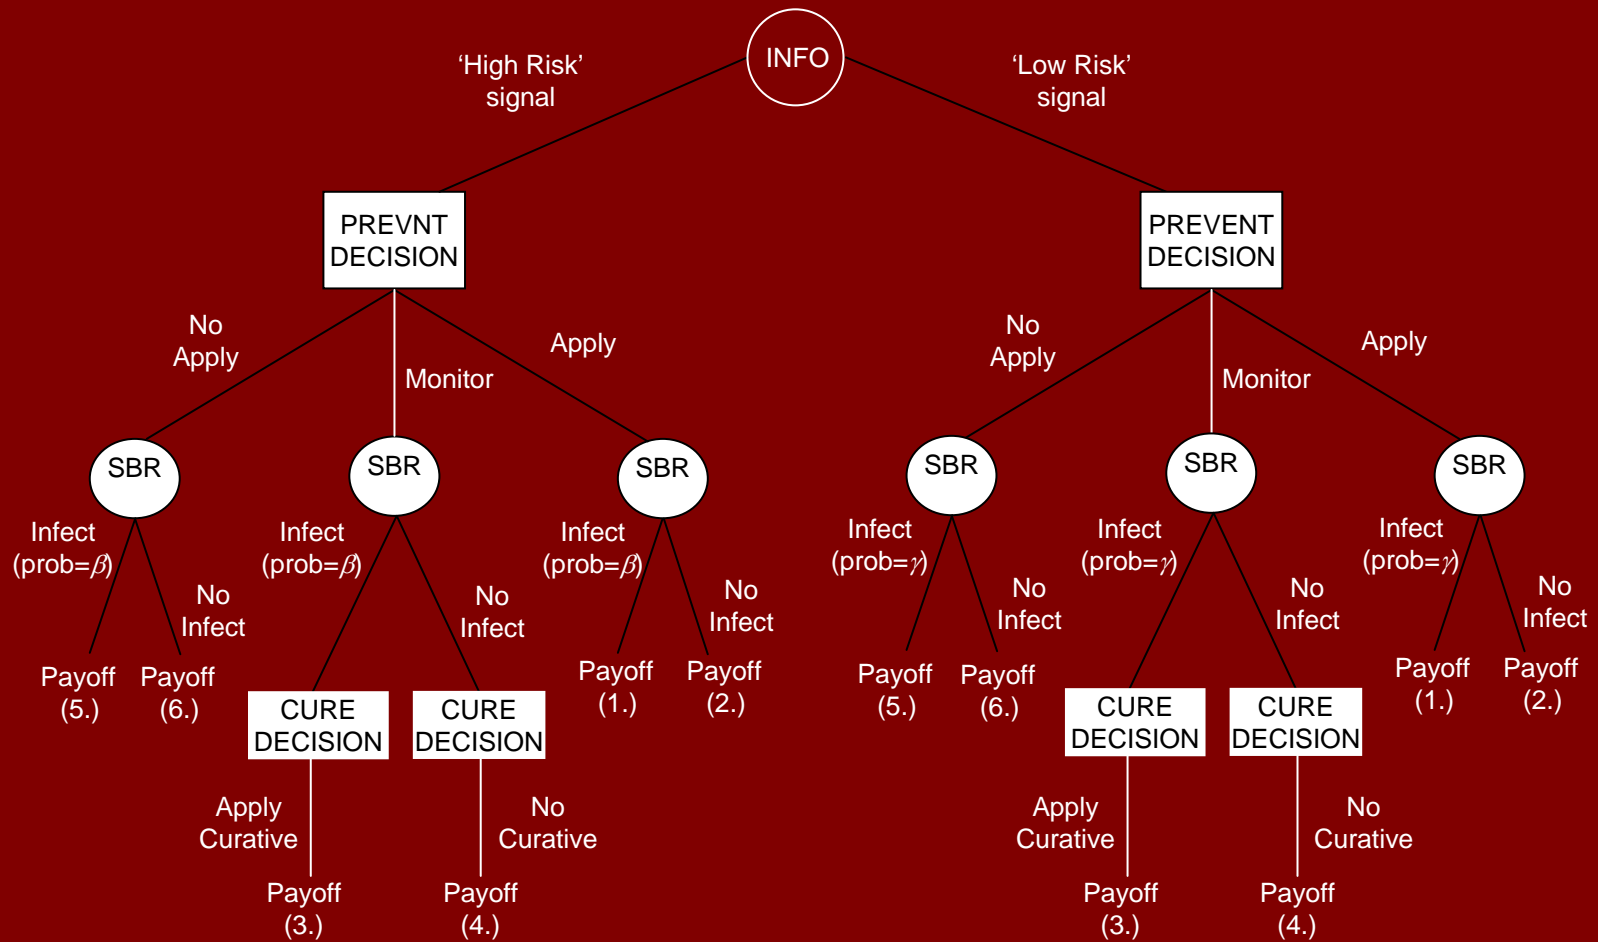 INFO
‘High Risk’
signal
‘Low Risk’
signal
PREVNT
DECISION
PREVENT
DECISION
No
Apply
Monitor
Apply
No
Apply
Monitor
Apply
SBR
SBR
SBR
SBR
SBR
SBR
Infect
(prob=β)
No
Infect
Infect
(prob=β)
No
Infect
Infect
(prob=β)
No
Infect
Infect
(prob=γ)
No
Infect
Infect
(prob=γ)
No
Infect
Infect
(prob=γ)
No
Infect
Payoff
(5.)
Payoff
(6.)
CURE
DECISION
CURE
DECISION
Payoff
(1.)
Payoff
(2.)
Payoff
(5.)
Payoff
(6.)
CURE
DECISION
CURE
DECISION
Payoff
(1.)
Payoff
(2.)
Apply
Curative
No
Curative
Apply
Curative
No
Curative
Payoff
(3.)
Payoff
(4.)
Payoff
(3.)
Payoff
(4.)